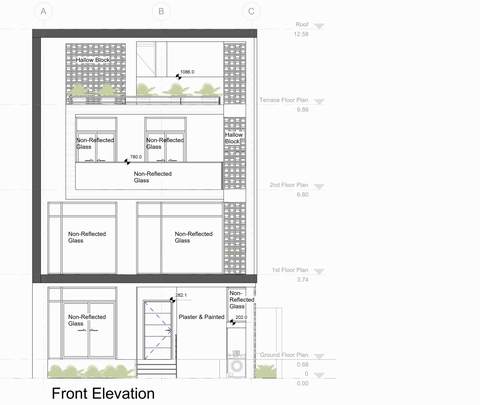 A
B
C
Roof
12.58
Hallow Block
1086.0
Terrace Floor Plan
9.86
Non-Reflected
Glass
Non-Reflected
Glass
Hallow
Block
780.0
Non-Reflected
Glass
2nd Floor Plan
6.80
Non-Reflected
Glass
Non-Reflected
Glass
1st Floor Plan
3.74
262.1
Non-
Reflected
Glass
Non-Reflected
Glass
Plaster & Painted
202.0
Ground Floor Plan
0.68
0
0.00
Front Elevation